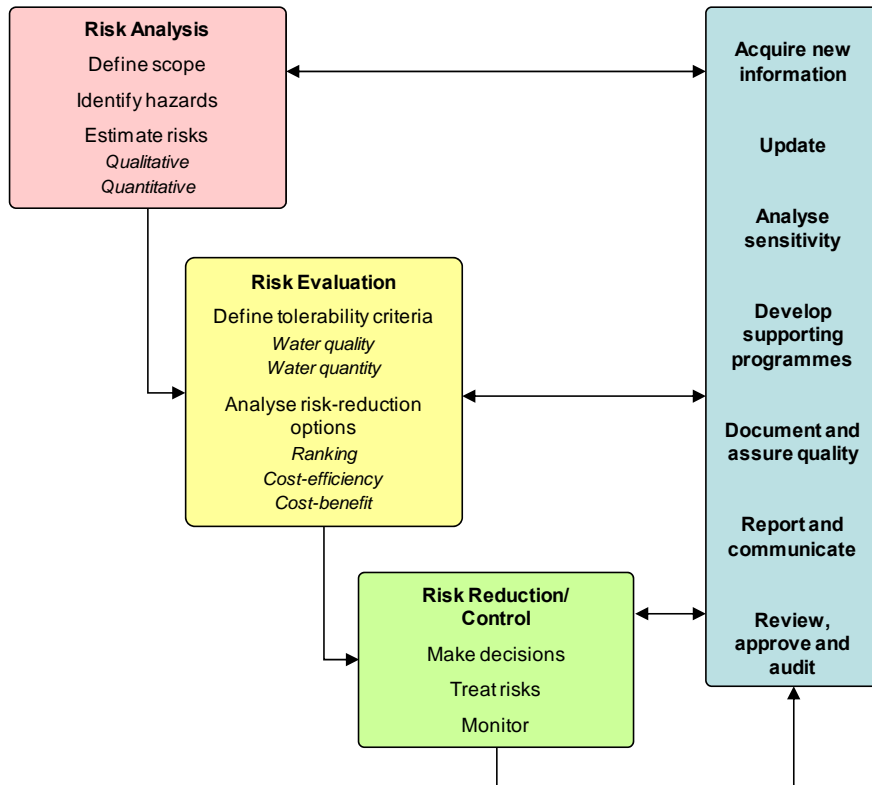 Risk Analysis
Define scope
Identify hazards
Estimate risks
Qualitative
Quantitative
Risk Evaluation
Define tolerability criteria
Water quality
Water quantity
Analyse risk-reduction
options
Ranking
Cost-efficiency
Cost-benefit
Risk Reduction/
Control
Make decisions
Treat risks
Monitor
Acquire new
information
Update
Analyse
sensitivity
Develop
supporting
programmes
Document and
assure quality
Report and
communicate
Review,
approve and
audit